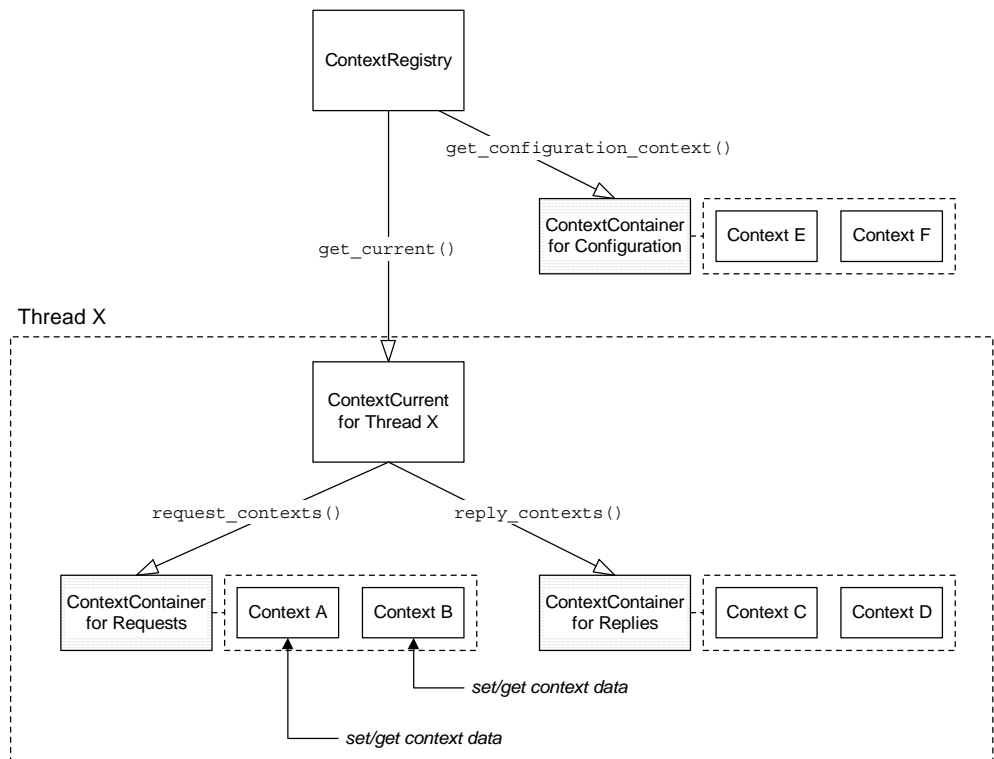 ContextRegistry
get_configuration_context()
ContextContainer
for Configuration
Context E
Context F
get_current()
Thread X
ContextCurrent
for Thread X
request_contexts()
reply_contexts()
ContextContainer
for Requests
Context A
Context B
ContextContainer
for Replies
Context C
Context D
set/get context data
set/get context data